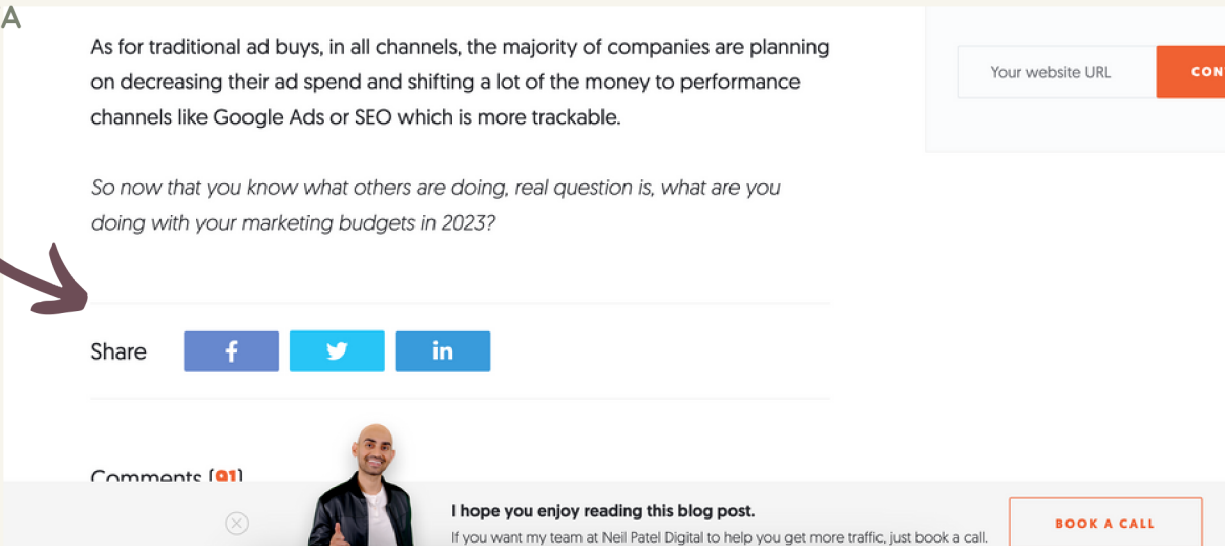 A
As for traditional ad buys, in all channels, the majority of companies are planning
on decreasing their ad spend and shifting a lot of the money to performance
channels like Google Ads or SEO which is more trackable.
Your website URL
CON
So now that you know what others are doing, real question is, what are you
doing with your marketing budgets in 2023?
Share
f
in
Comments (91)
I hope you enjoy reading this blog post.
If you want my team at Neil Patel Digital to help you get more traffic, just book a call.
BOOK A CALL